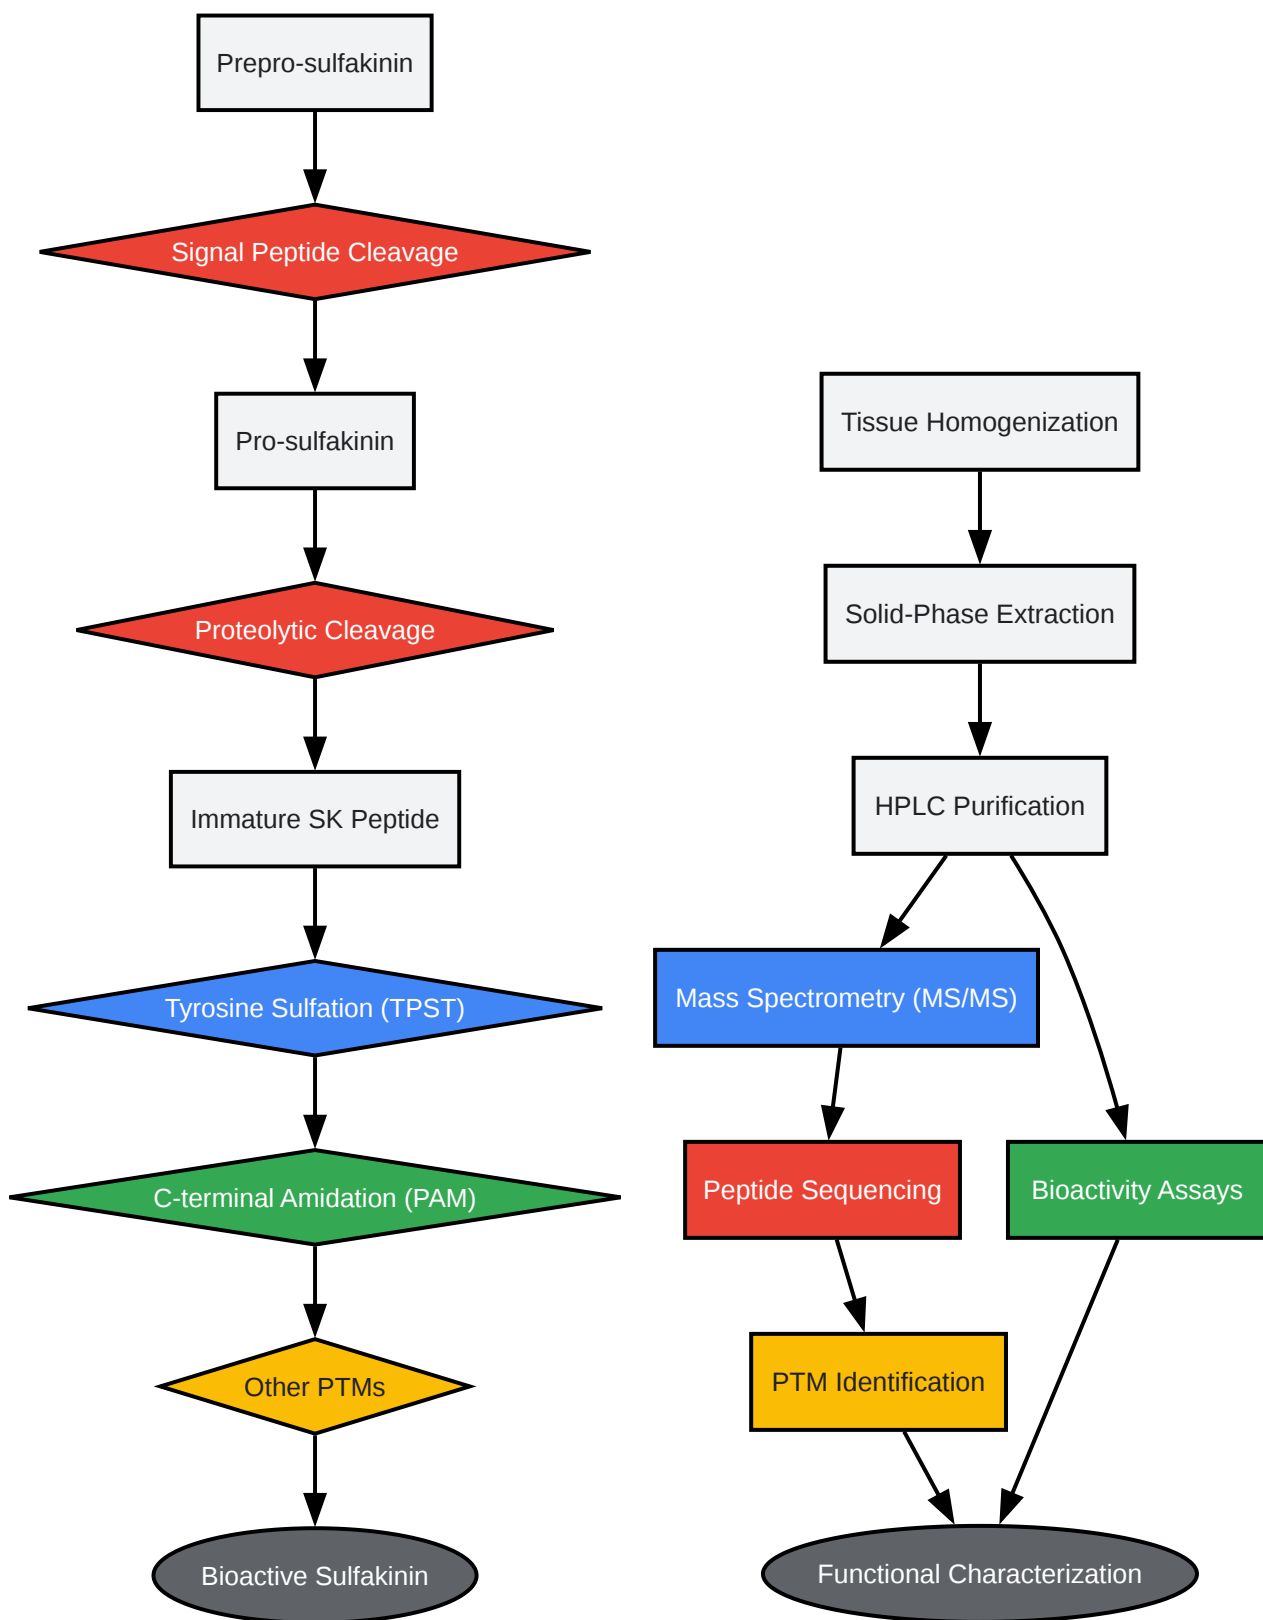 Prepro-sulfakinin
Signal Peptide Cleavage
Pro-sulfakinin
Proteolytic Cleavage
Immature SK Peptide
Tyrosine Sulfation (TPST)
C-terminal Amidation (PAM)
Other PTMs
Bioactive Sulfakinin
Tissue Homogenization
Solid-Phase Extraction
HPLC Purification
Mass Spectrometry (MS/MS)
Peptide Sequencing
Bioactivity Assays
PTM Identification
Functional Characterization